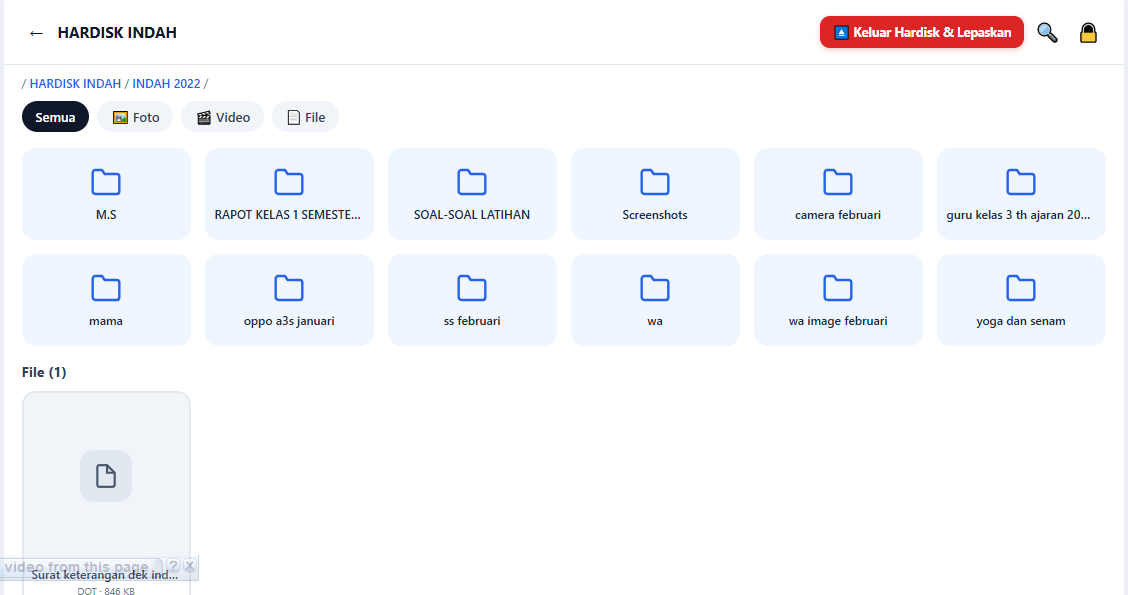 ← HARDISK INDAH
Keluar Hardisk & Lepaskan
/ HARDISK INDAH / INDAH 2022 /
Semua
Foto
Video
File
M.S
RAPOT KELAS 1 SEMESTE...
SOAL-SOAL LATIHAN
Screenshots
camera februari
guru kelas 3 th ajaran 20...
mama
oppo a3s januari
ss februari
wa
wa image februari
yoga dan senam
File (1)
video from this page
? X
Surat keterangan dek ind...
DOT · 846 KB